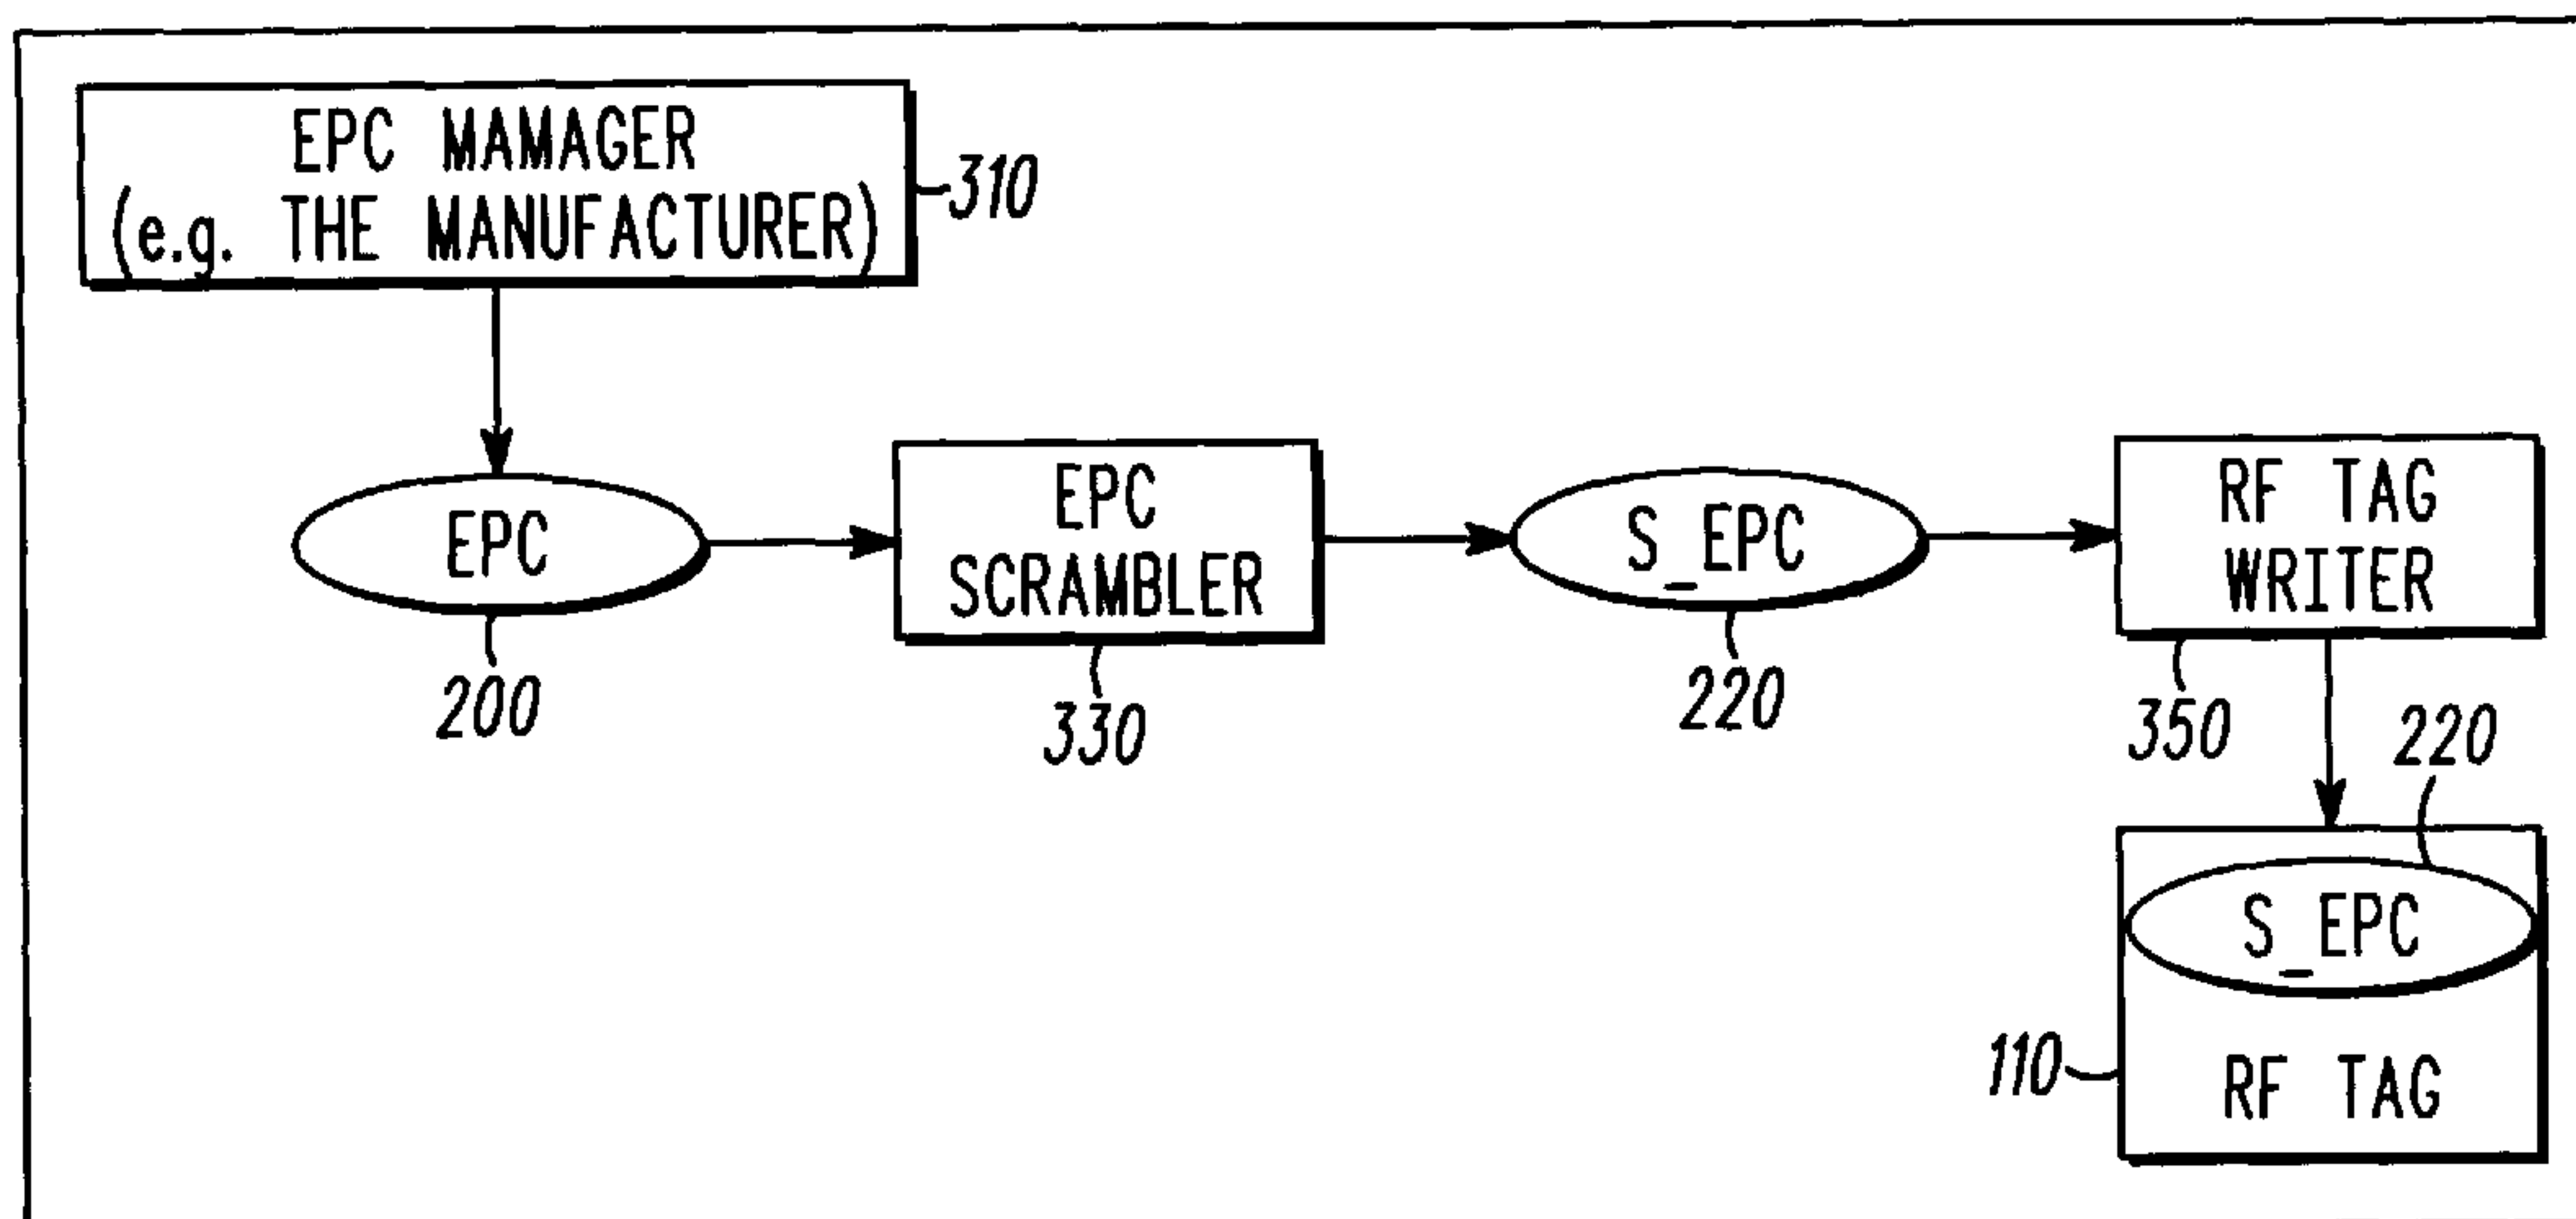 EPC MAMAGER
(e.g. THE MANUFACTURER)
310
EPC
200
EPC
SCRAMBLER
330
S_EPC
220
RF TAG
WRITER
350
220
S_EPC
110
RF TAG